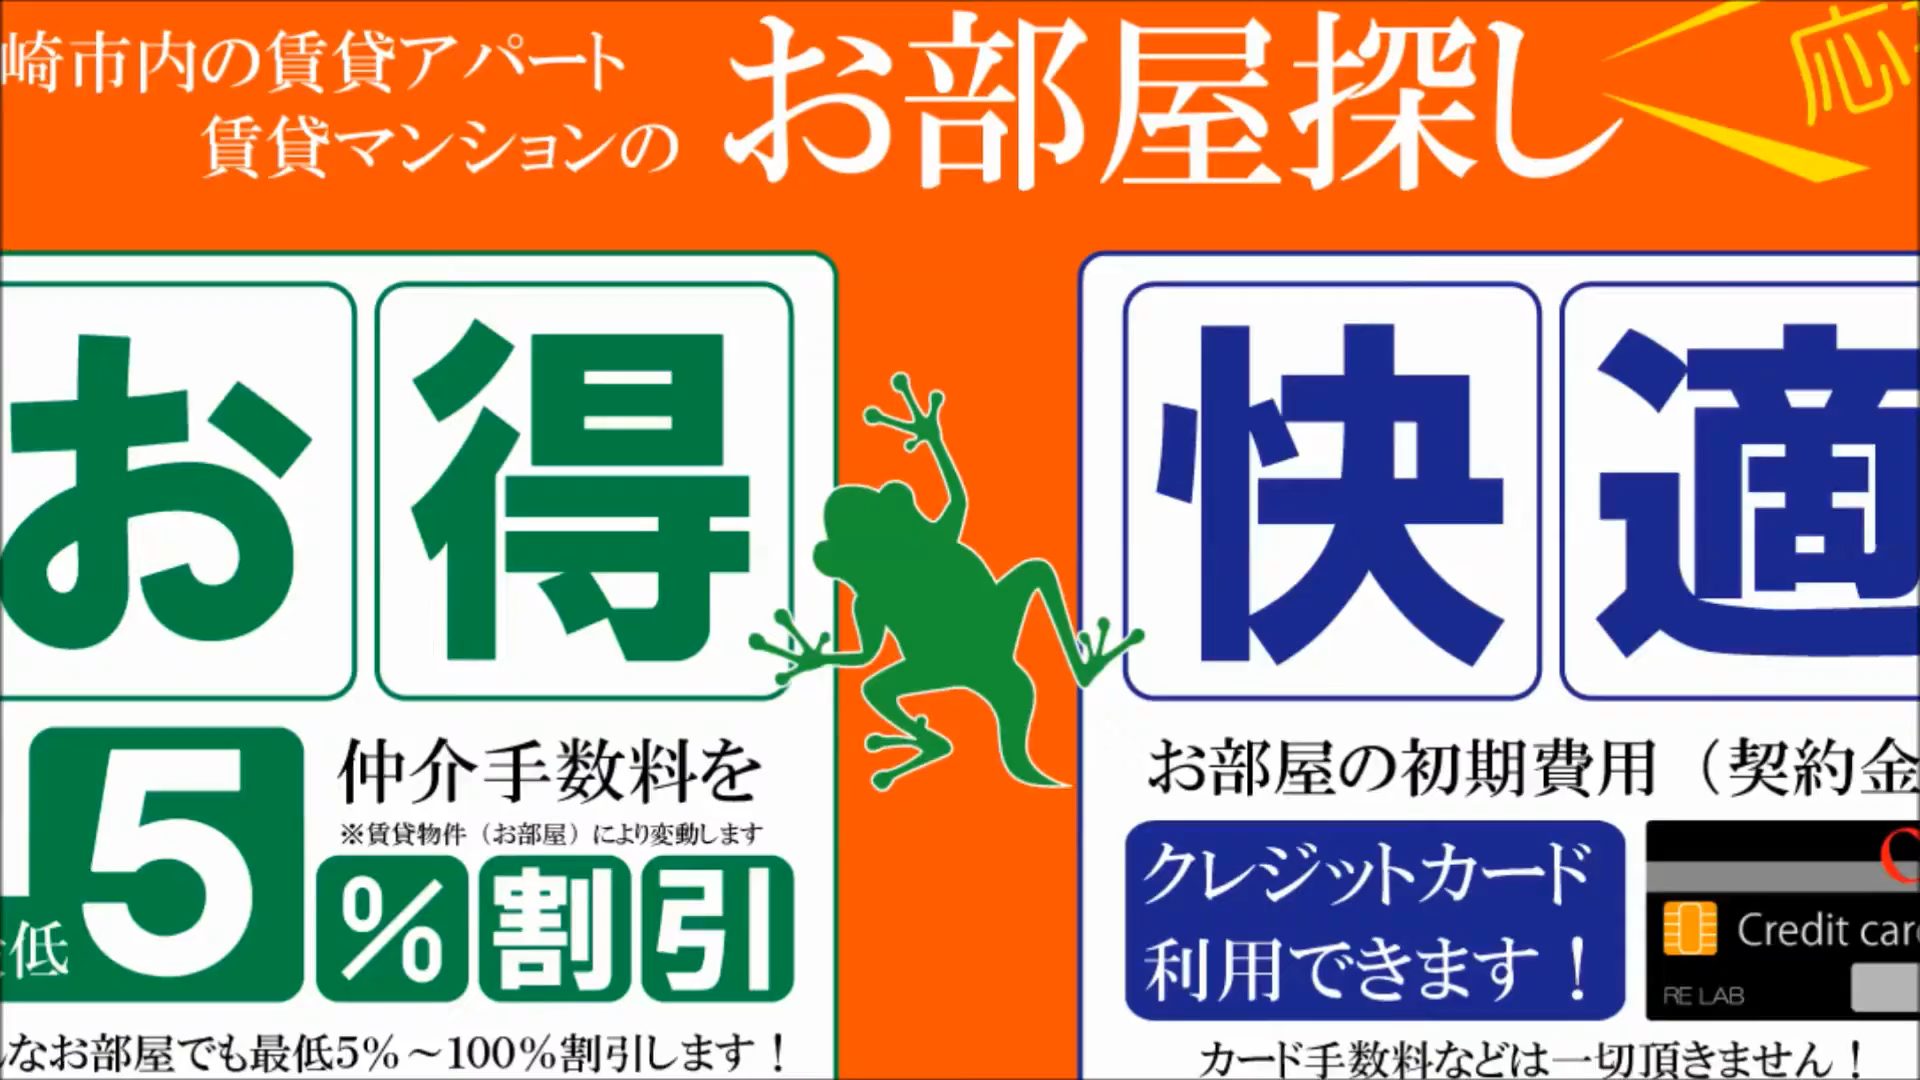 崎市内の賃貸アパート
賃貸マンションの
お部屋探し
応
お得
快適
5
低
仲介手数料を
※賃貸物件（お部屋）により変動します
%割引
なお部屋でも最低5%～100%割引します！
お部屋の初期費用（契約金
クレジットカード
利用できます！
Credit car
RE LAB
カード手数料などは一切頂きません！